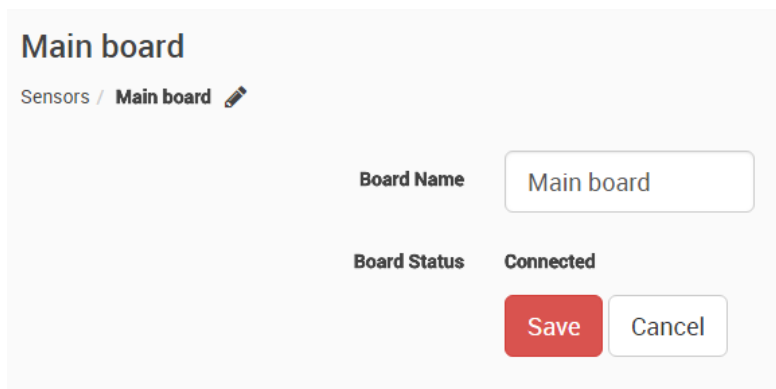 Main board
Sensors / Main board
Board Name Main board
Board Status Connected
Save Cancel